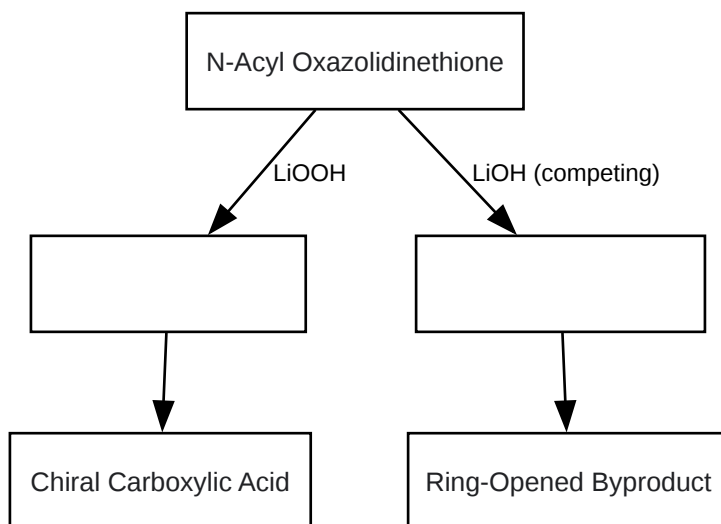 N-Acyl Oxazolidinethione
LiOOH
LiOH (competing)
Chiral Carboxylic Acid
Ring-Opened Byproduct